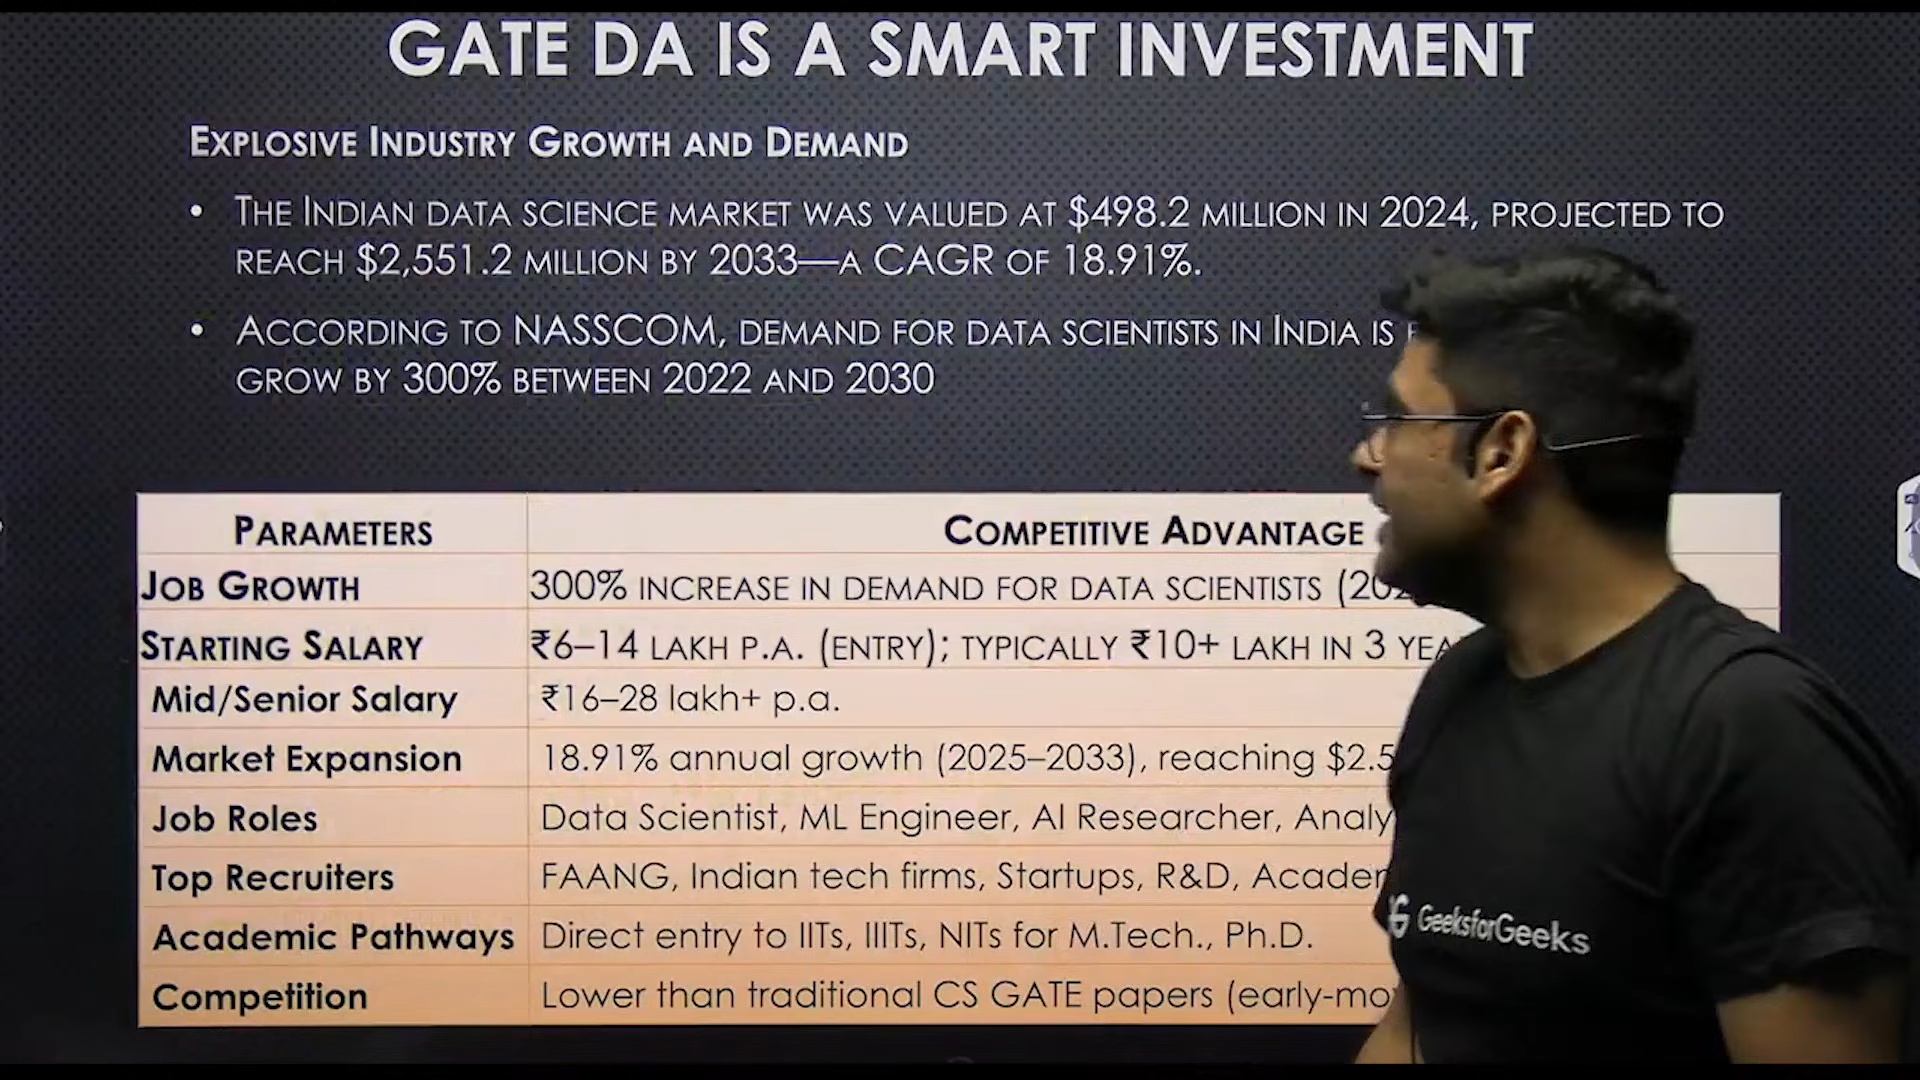 GATE DA IS A SMART INVESTMENT
EXPLOSIVE INDUSTRY GROWTH AND DEMAND
• THE INDIAN DATA SCIENCE MARKET WAS VALUED AT $498.2 MILLION IN 2024, PROJECTED TO
REACH $2,551.2 MILLION BY 2033—A CAGR OF 18.91%.
• ACCORDING TO NASSCOM, DEMAND FOR DATA SCIENTISTS IN INDIA IS
GROW BY 300% BETWEEN 2022 AND 2030
PARAMETERS COMPETITIVE ADVANTAGE
JOB GROWTH 300% INCREASE IN DEMAND FOR DATA SCIENTISTS
STARTING SALARY ₹6–14 LAKH P.A. (ENTRY); TYPICALLY ₹10+ LAKH IN 3
Mid/Senior Salary ₹16–28 lakh+ p.a.
Market Expansion 18.91% annual growth (2025–2033), reaching $2.5
Job Roles Data Scientist, ML Engineer, AI Researcher,
Top Recruiters FAANG, Indian tech firms, Startups, R&D,
Academic Pathways Direct entry to IITs, IIITs, NITs for M.Tech., Ph.D.
Competition Lower than traditional CS GATE papers
GeeksforGeeks